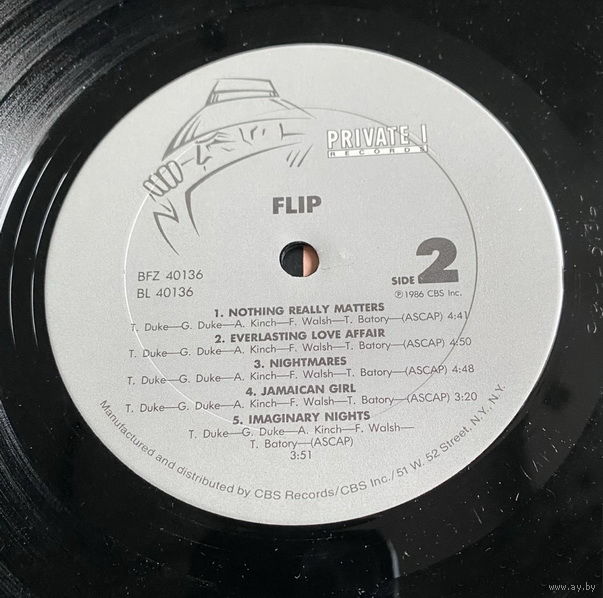 PRIVATE I
RECORDS
FLIP
BFZ 40136
BL 40136
SIDE 2
℗1986 CBS Inc.
1. NOTHING REALLY MATTERS
T. Duke—G. Duke—A. Kinch—F. Walsh—T. Batory—(ASCAP) 4:41
2. EVERLASTING LOVE AFFAIR
T. Duke—G. Duke—A. Kinch—F. Walsh—T. Batory—(ASCAP) 4:50
3. NIGHTMARES
T. Duke—G. Duke—A. Kinch—F. Walsh—T. Batory—(ASCAP) 4:48
4. JAMAICAN GIRL
T. Duke—G. Duke—A. Kinch—F. Walsh—T. Batory—(ASCAP) 3:20
5. IMAGINARY NIGHTS
T. Duke—G. Duke—A. Kinch—F. Walsh—
T. Batory—(ASCAP)
3:51
Manufactured and distributed by CBS Records/CBS Inc./51 W. 52 Street, N.Y., N.Y.
www.ay.by